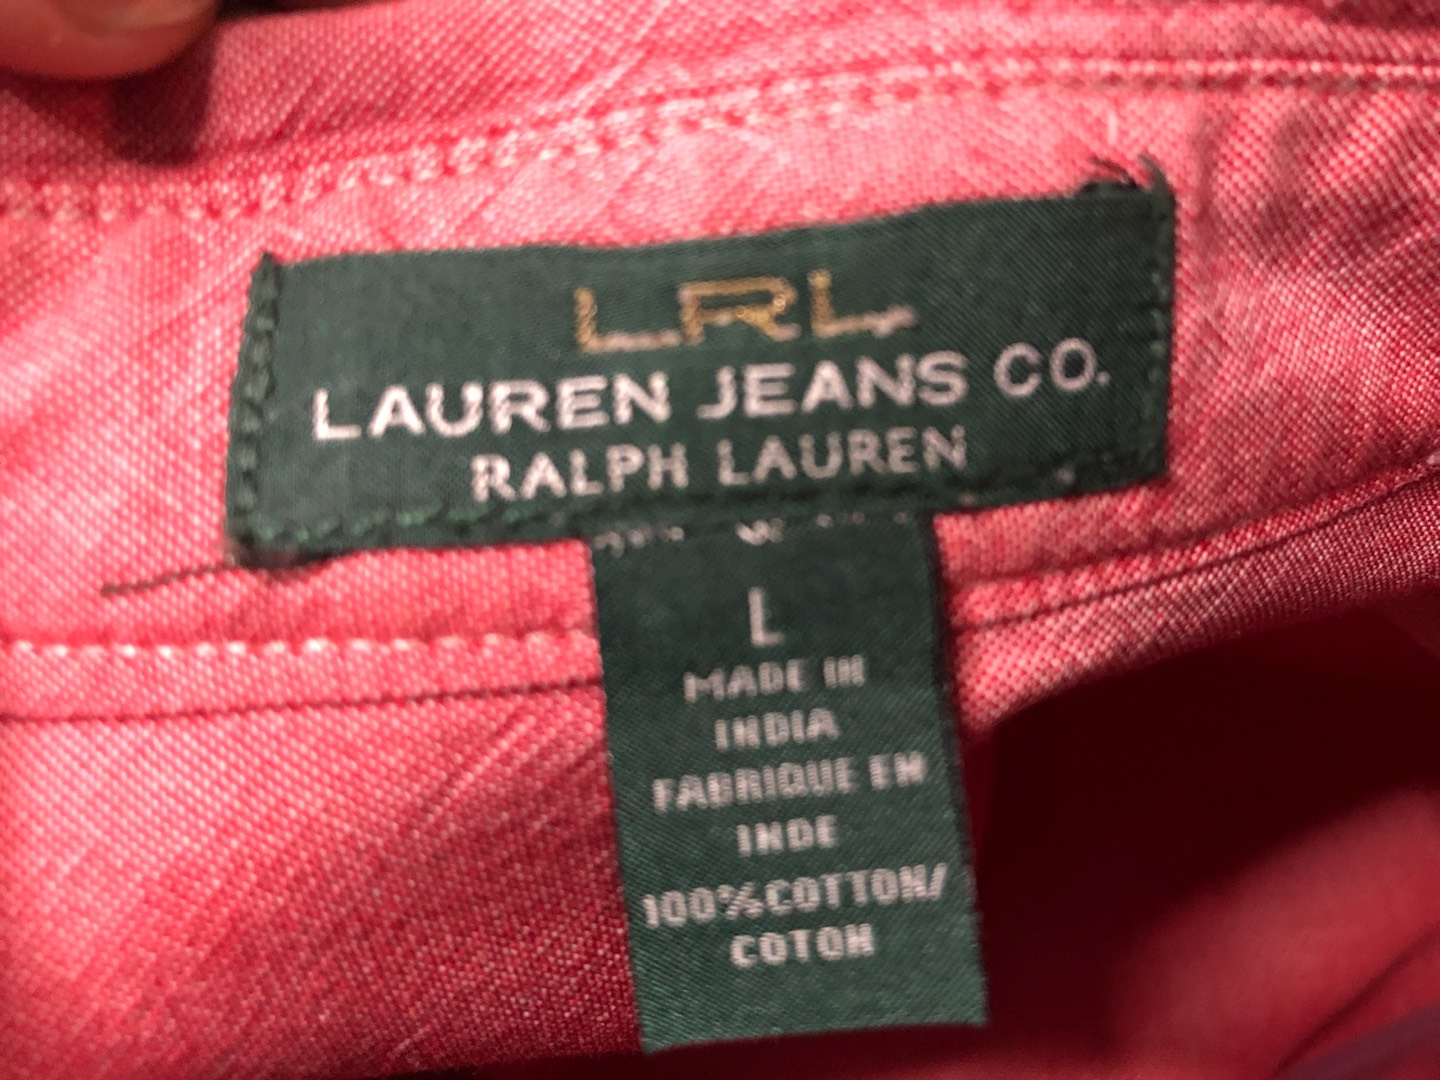 LRL
LAUREN JEANS CO.
RALPH LAUREN
L
MADE IN
INDIA
FABRIQUE EN
INDE
100%COTTON/
COTON